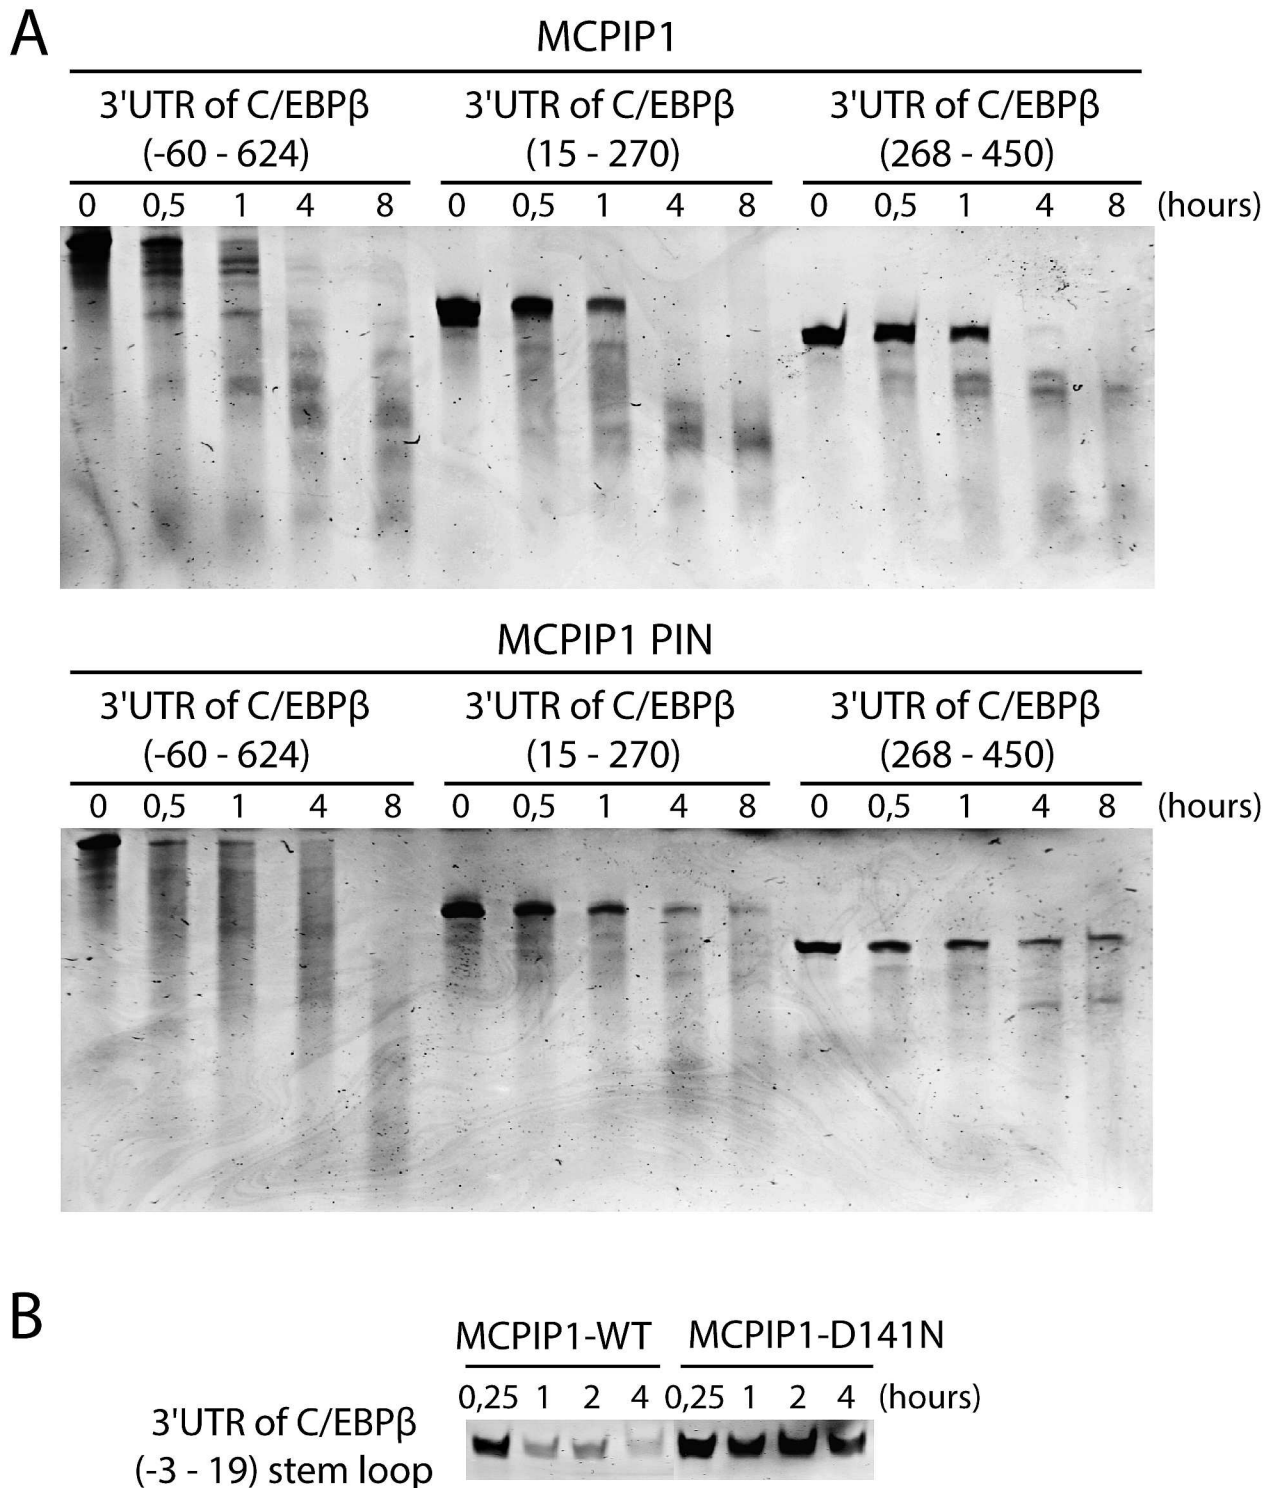 A
MCPIP1
3'UTR of C/EBPβ 3'UTR of C/EBPβ 3'UTR of C/EBPβ
(-60 - 624) (15 - 270) (268 - 450)
0 0,5 1 4 8 0 0,5 1 4 8 0 0,5 1 4 8 (hours)
MCPIP1 PIN
3'UTR of C/EBPβ 3'UTR of C/EBPβ 3'UTR of C/EBPβ
(-60 - 624) (15 - 270) (268 - 450)
0 0,5 1 4 8 0 0,5 1 4 8 0 0,5 1 4 8 (hours)
B
MCPIP1-WT MCPIP1-D141N
0,25 1 2 4 0,25 1 2 4 (hours)
3'UTR of C/EBPβ
(-3 - 19) stem loop